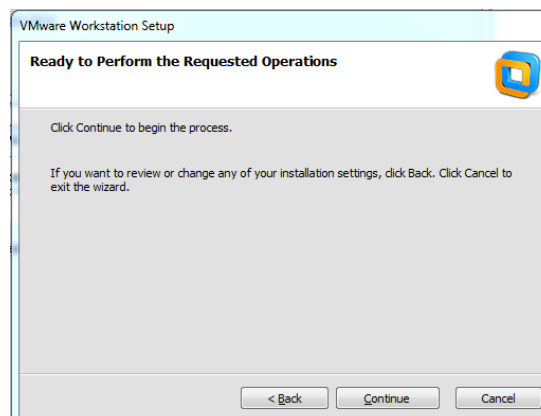 VMware Workstation Setup
Ready to Perform the Requested Operations
Click Continue to begin the process.
If you want to review or change any of your installation settings, click Back. Click Cancel to
exit the wizard.
< Back
Continue
Cancel